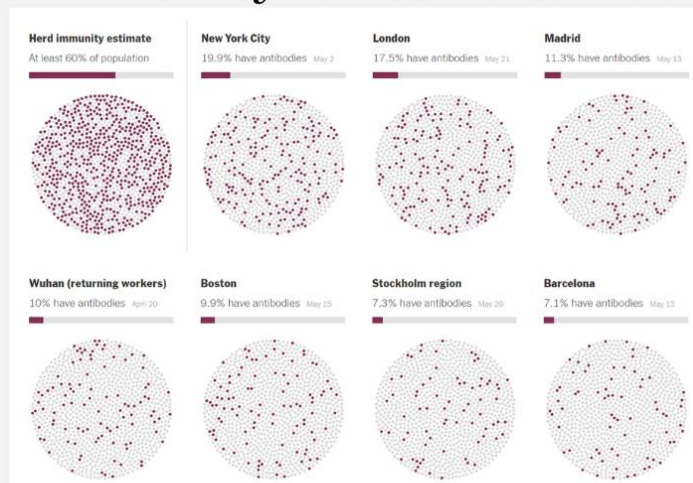 Herd immunity estimate
At least 60% of population
New York City
19.9% have antibodies May 2
London
17.5% have antibodies May 21
Madrid
11.3% have antibodies May 13
Wuhan (returning workers)
10% have antibodies April 20
Boston
9.9% have antibodies May 15
Stockholm region
7.3% have antibodies May 20
Barcelona
7.1% have antibodies May 13